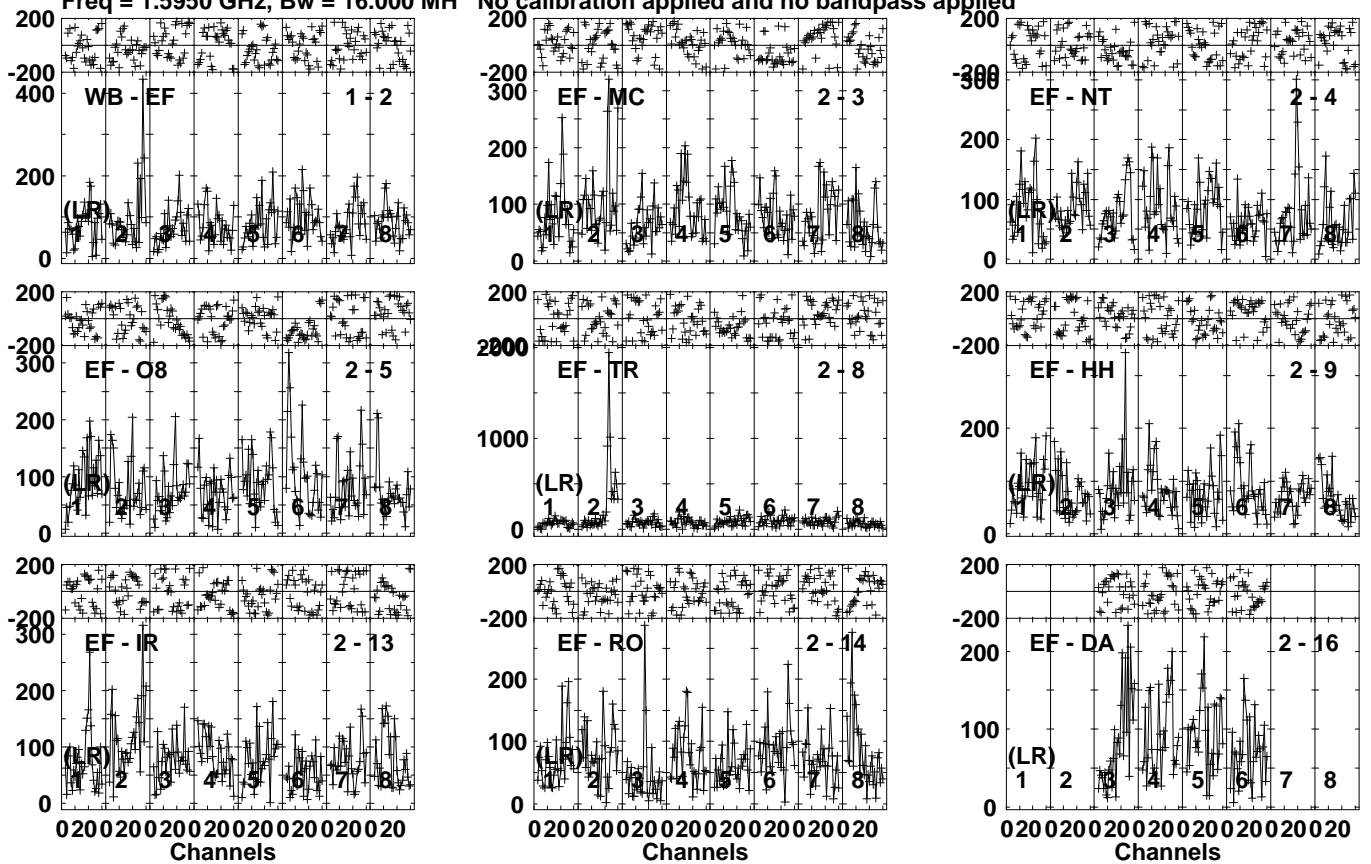 Freq = 1.5950 GHz, Bw = 16.000 MH No calibration applied and no bandpass applied
200
-200
400
200
0
WB - EF 1 - 2
(LR)
1 2 3 4 5 6 7 8
200
-200
300
200
100
0
EF - MC 2 - 3
(LR)
1 2 3 4 5 6 7 8
200
-200
300
200
100
0
EF - NT 2 - 4
(LR)
1 2 3 4 5 6 7 8
200
-200
300
200
100
0
EF - O8 2 - 5
(LR)
1 2 3 4 5 6 7 8
200
-200
2000
1000
0
EF - TR 2 - 8
(LR)
1 2 3 4 5 6 7 8
200
-200
200
0
EF - HH 2 - 9
(LR)
1 2 3 4 5 6 7 8
200
-200
300
200
100
0
EF - IR 2 - 13
(LR)
1 2 3 4 5 6 7 8
0 20 0 20 0 20 0 20 0 20 0 20 0 20 0 20
Channels
200
-200
300
200
100
0
EF - RO 2 - 14
(LR)
1 2 3 4 5 6 7 8
0 20 0 20 0 20 0 20 0 20 0 20 0 20 0 20
Channels
200
-200
200
100
0
EF - DA 2 - 16
(LR)
1 2 3 4 5 6 7 8
0 20 0 20 0 20 0 20 0 20 0 20 0 20 0 20
Channels